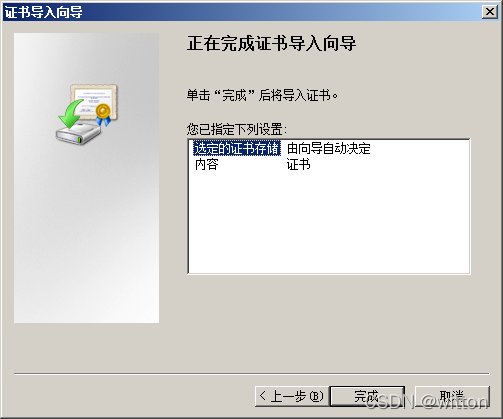 证书导入向导
正在完成证书导入向导
单击“完成”后将导入证书。
您已指定下列设置:
选定的证书存储 由向导自动决定
内容 证书
< 上一步(B) 完成 取消
CSDN @witton